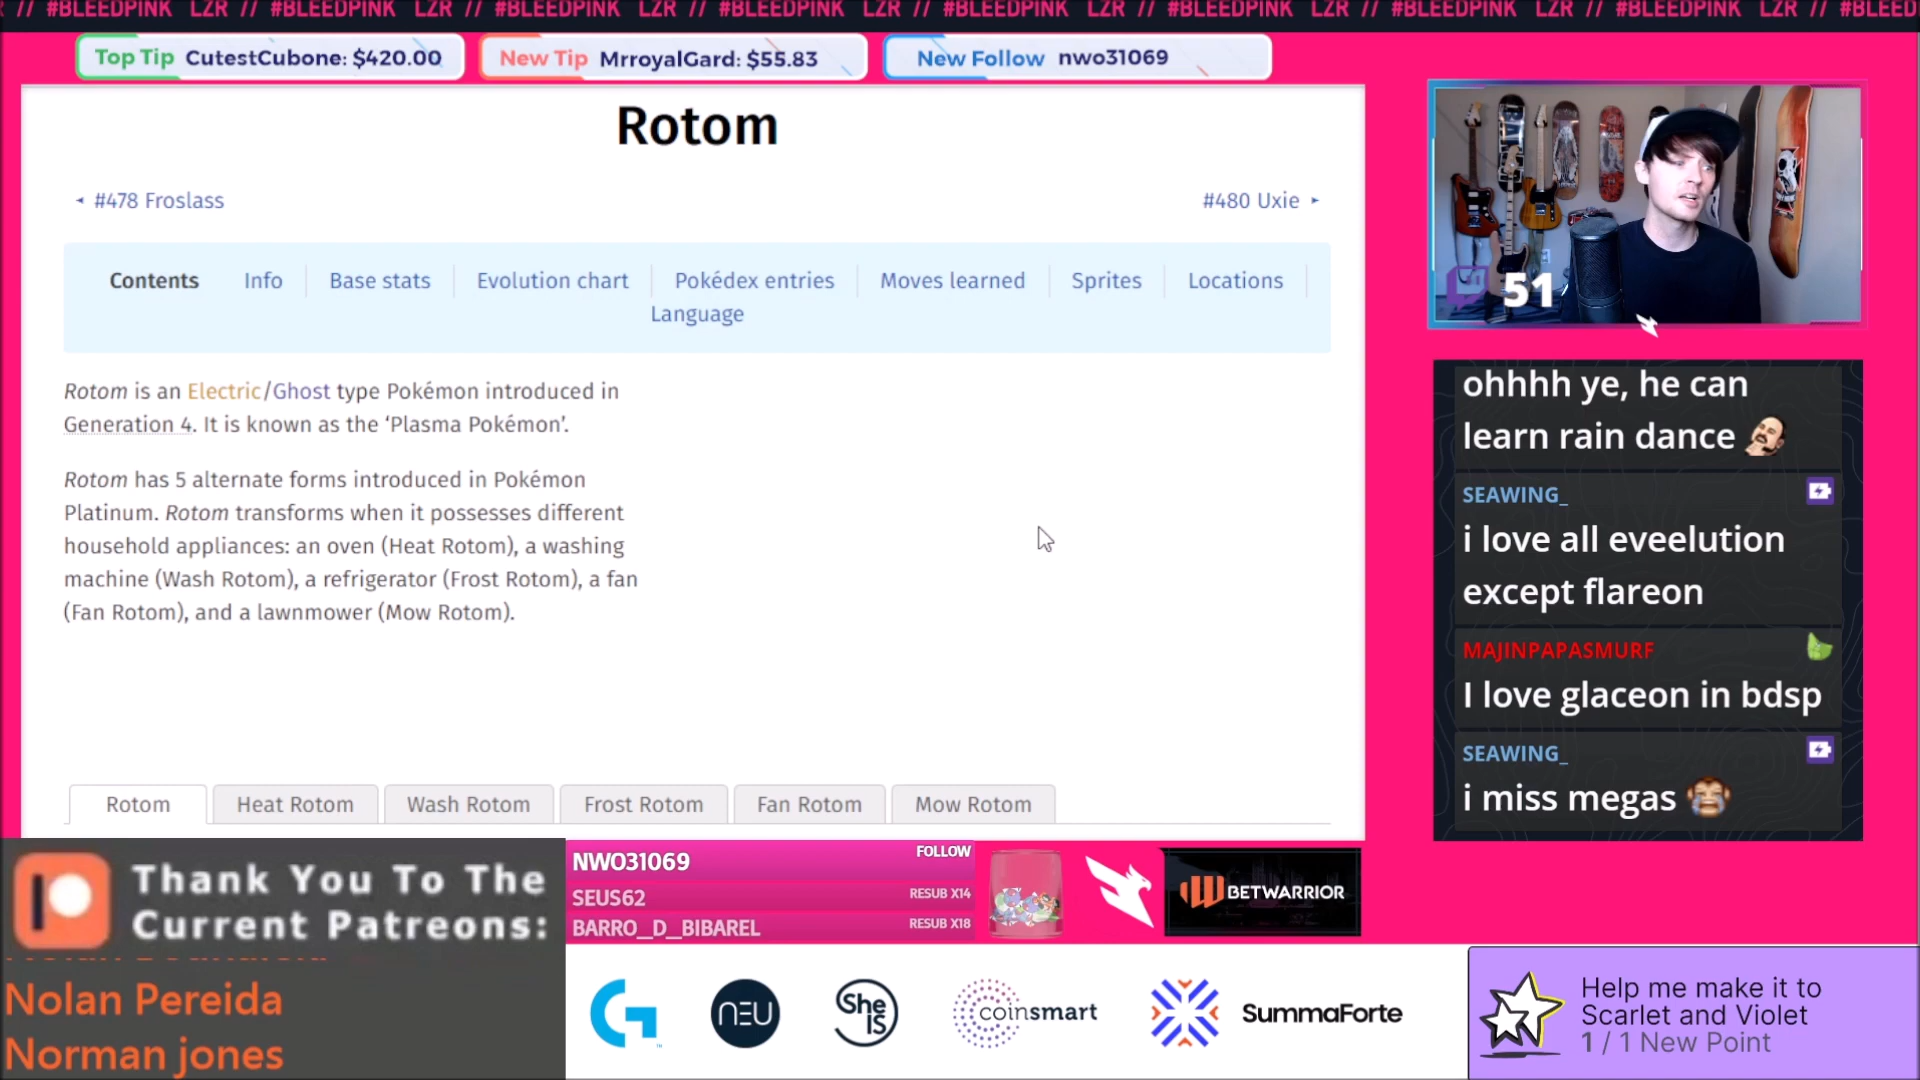 // #BLEEDPINK LZR // #BLEEDPINK LZR // #BLEEDPINK LZR // #BLEEDPINK LZR // #BLEEDPINK LZR // #BLEEDPINK LZR // #BLEEDPINK LZR // #BLEEDPINK LZR // #BLEED
Top Tip CutestCubone: $420.00
New Tip MrroyalGard: $55.83
New Follow nwo31069
Rotom
#478 Froslass
#480 Uxie
Contents Info Base stats Evolution chart Pokédex entries Moves learned Sprites Locations
Language
Rotom is an Electric/Ghost type Pokémon introduced in
Generation 4. It is known as the ‘Plasma Pokémon’.
Rotom has 5 alternate forms introduced in Pokémon
Platinum. Rotom transforms when it possesses different
household appliances: an oven (Heat Rotom), a washing
machine (Wash Rotom), a refrigerator (Frost Rotom), a fan
(Fan Rotom), and a lawnmower (Mow Rotom).
Rotom Heat Rotom Wash Rotom Frost Rotom Fan Rotom Mow Rotom
51
ohhhh ye, he can
learn rain dance
SEAWING_
i love all eveelution
except flareon
MAJINPAPASMURF
I love glaceon in bdsp
SEAWING_
i miss megas
Thank You To The
Current Patreons:
Nolan Pereida
Norman jones
NWO31069 FOLLOW
SEUS62 RESUB X14
BARRO_D_BIBAREL RESUB X18
BETWARRIOR
G
NEU
She
IS
coinsmart
SummaForte
Help me make it to
Scarlet and Violet
1 / 1 New Point